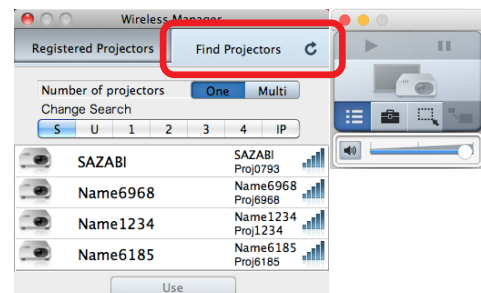 Wireless Manager
Registered Projectors Find Projectors
Number of projectors One Multi
Change Search
S U 1 2 3 4 IP
SAZABI SAZABI
Proj0793
Name6968 Name6968
Proj6968
Name1234 Name1234
Proj1234
Name6185 Name6185
Proj6185
Use